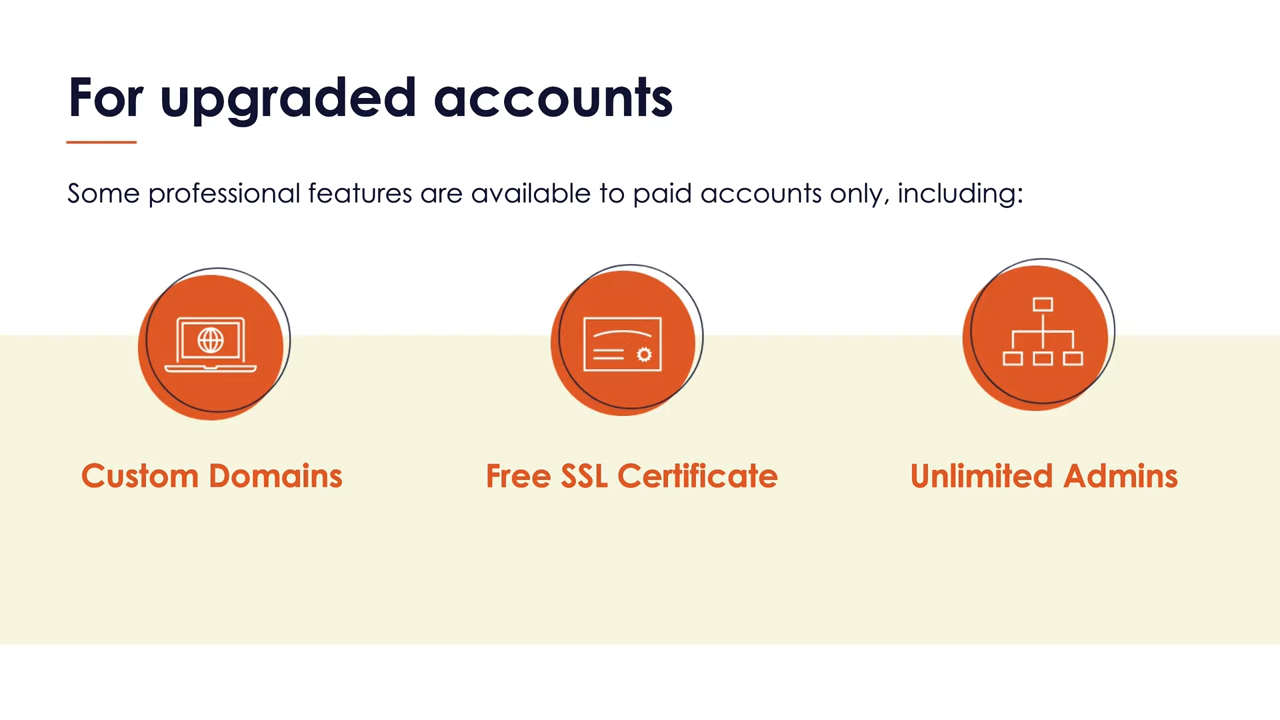 For upgraded accounts
Some professional features are available to paid accounts only, including:
Custom Domains
Free SSL Certificate
Unlimited Admins